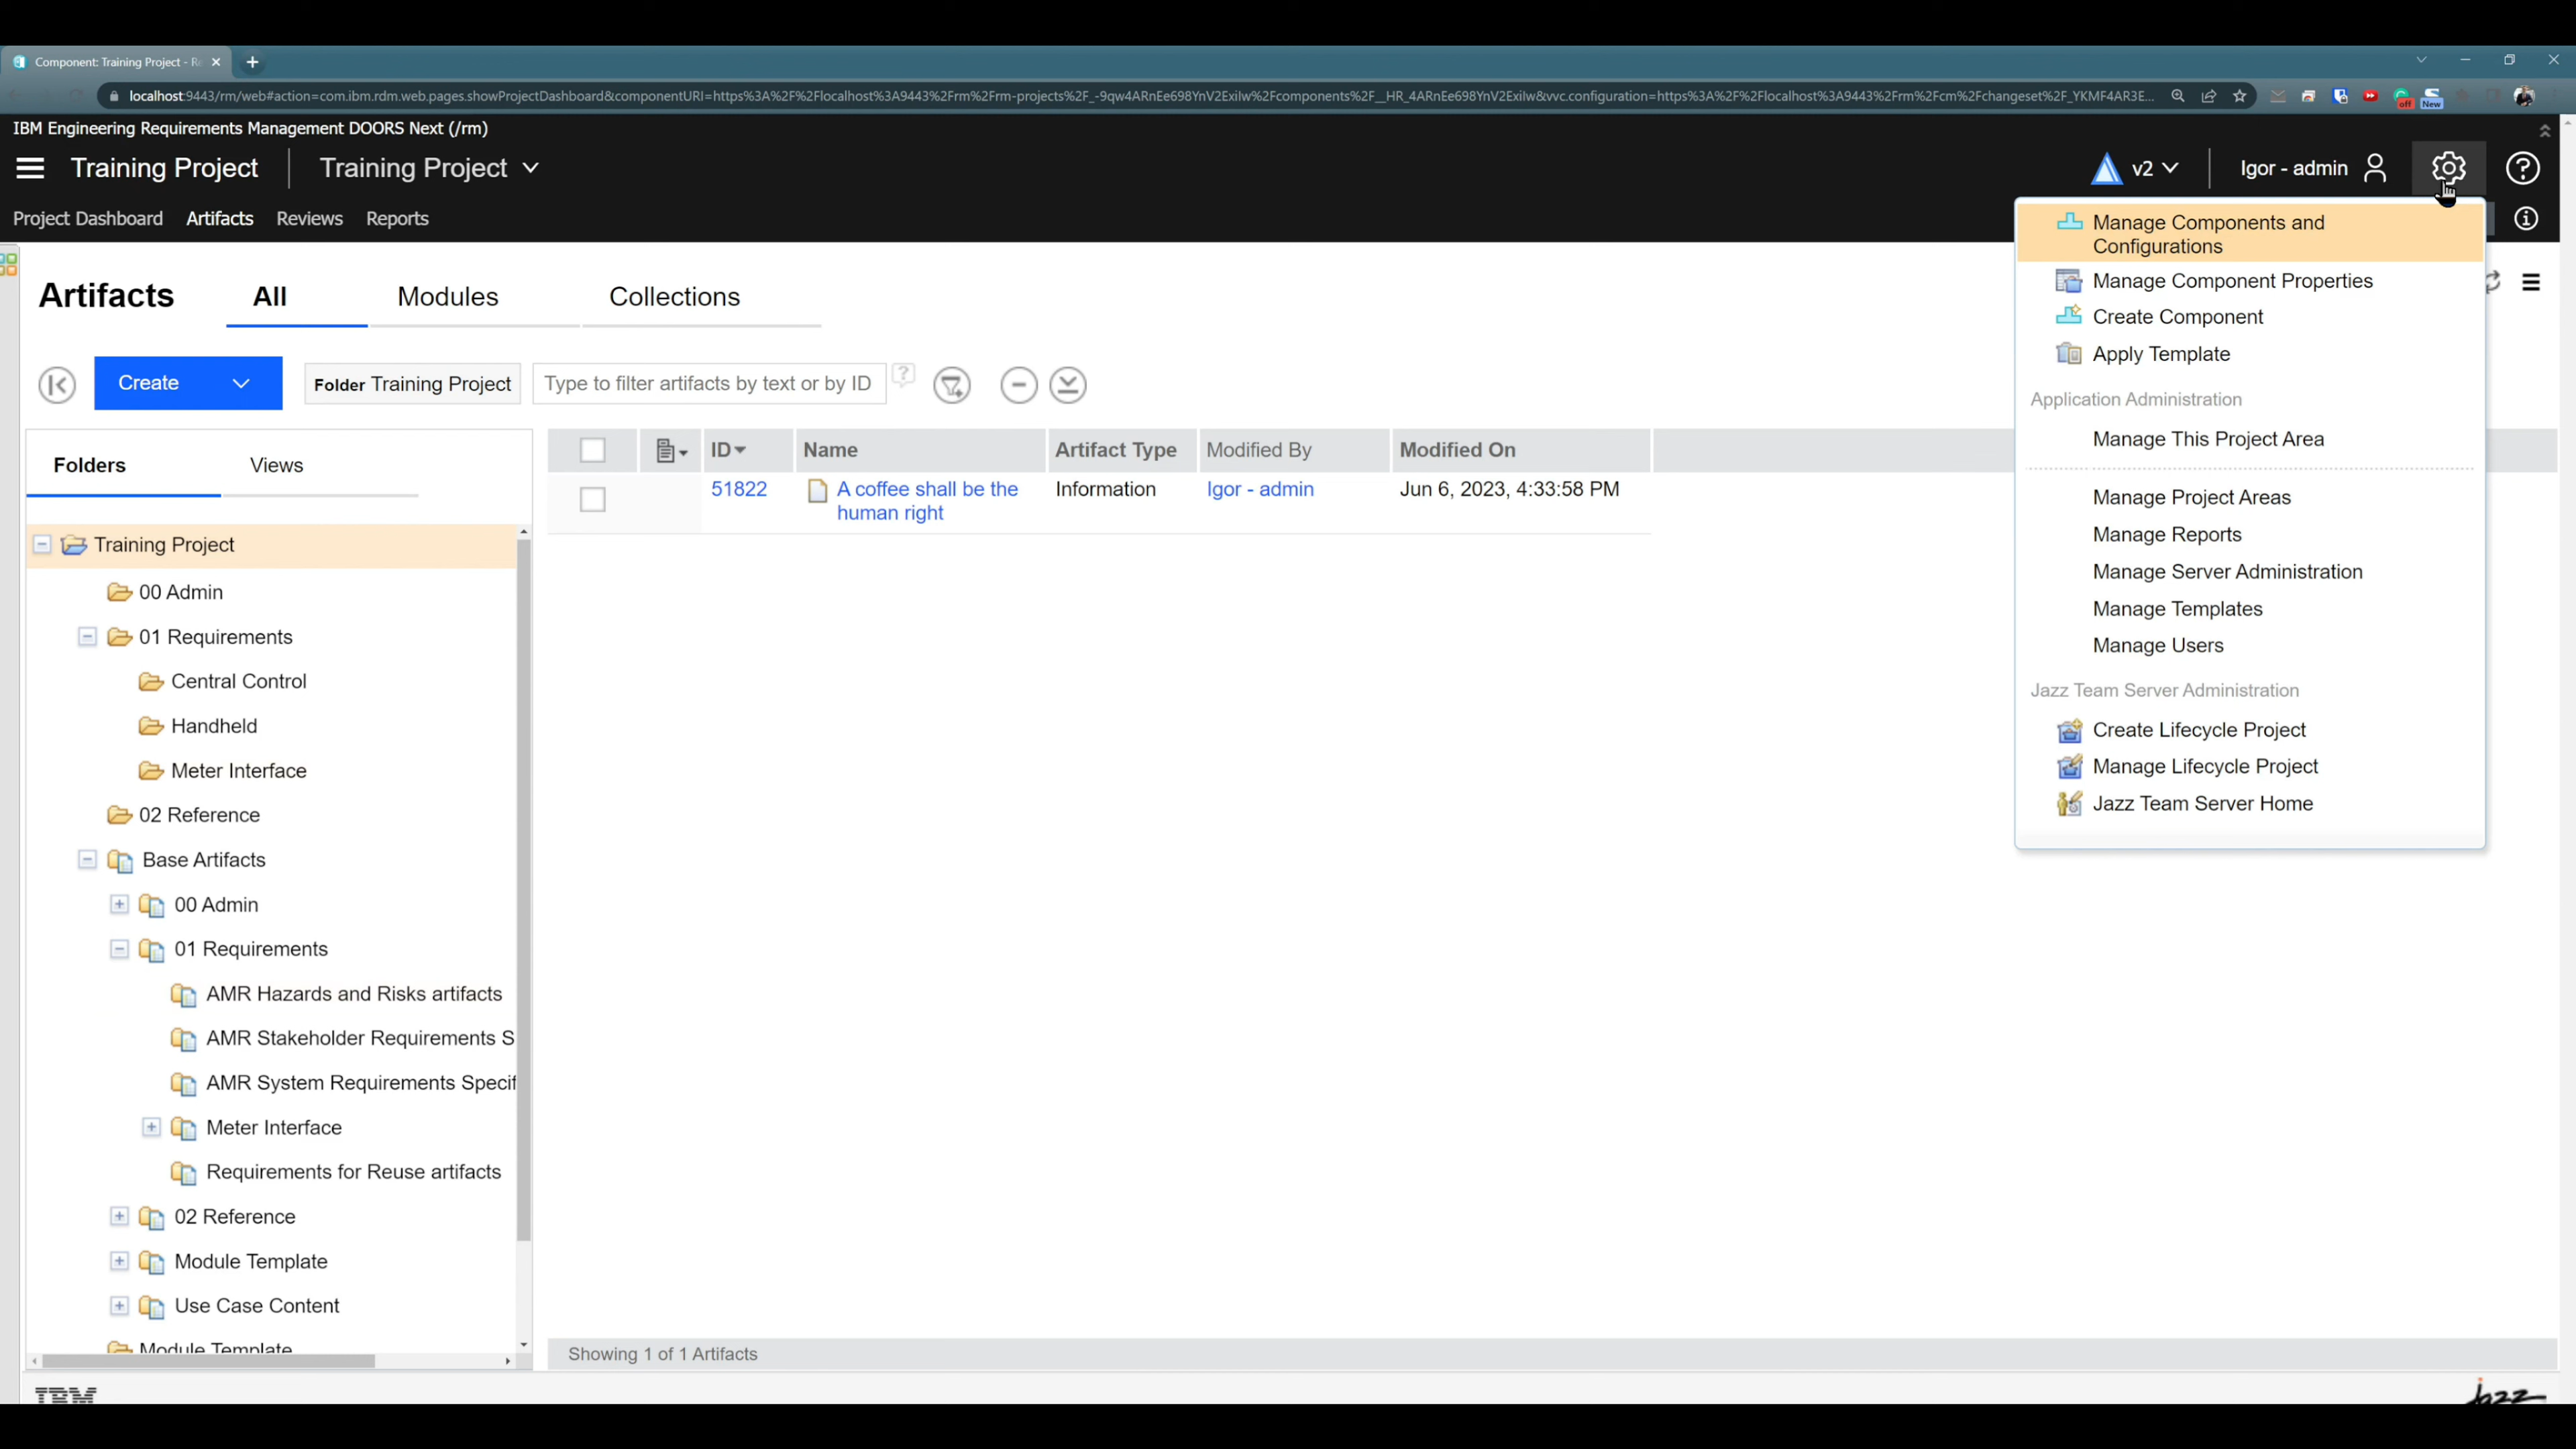 Component: Training Project - Re
localhost:9443/rm/web#action=com.ibm.rdm.web.pages.showProjectDashboard&componentURI=https%3A%2F%2Flocalhost%3A9443%2Frm%2Frm-projects%2F_-9qw4ARnEe698YnV2Exilw%2Fcomponents%2F__HR_4ARnEe698YnV2Exilw&vvc.configuration=https%3A%2F%2Flocalhost%3A9443%2Frm%2Fcm%2Fchangeset%2F_YKMF4AR3E...
off
New
IBM Engineering Requirements Management DOORS Next (/rm)
Training Project
Training Project
v2
Igor - admin
Project Dashboard
Artifacts
Reviews
Reports
Artifacts
All
Modules
Collections
Create
Folder Training Project
Type to filter artifacts by text or by ID
Folders
Views
Training Project
00 Admin
01 Requirements
Central Control
Handheld
Meter Interface
02 Reference
Base Artifacts
00 Admin
01 Requirements
AMR Hazards and Risks artifacts
AMR Stakeholder Requirements S
AMR System Requirements Specif
Meter Interface
Requirements for Reuse artifacts
02 Reference
Module Template
Use Case Content
Module Template
ID
Name
Artifact Type
Modified By
Modified On
51822
A coffee shall be the
human right
Information
Igor - admin
Jun 6, 2023, 4:33:58 PM
Showing 1 of 1 Artifacts
Manage Components and
Configurations
Manage Component Properties
Create Component
Apply Template
Application Administration
Manage This Project Area
Manage Project Areas
Manage Reports
Manage Server Administration
Manage Templates
Manage Users
Jazz Team Server Administration
Create Lifecycle Project
Manage Lifecycle Project
Jazz Team Server Home
IBM
jazz